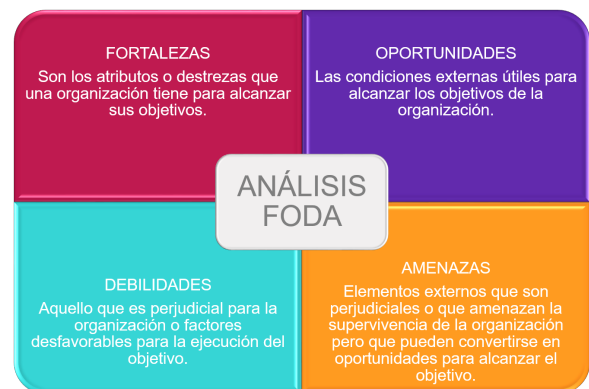 FORTALEZAS
Son los atributos o destrezas que
una organización tiene para alcanzar
sus objetivos.
OPORTUNIDADES
Las condiciones externas útiles para
alcanzar los objetivos de la
organización.
ANÁLISIS
FODA
DEBILIDADES
Aquello que es perjudicial para la
organización o factores
desfavorables para la ejecución del
objetivo.
AMENAZAS
Elementos externos que son
perjudiciales o que amenazan la
supervivencia de la organización
pero que pueden convertirse en
oportunidades para alcanzar el
objetivo.